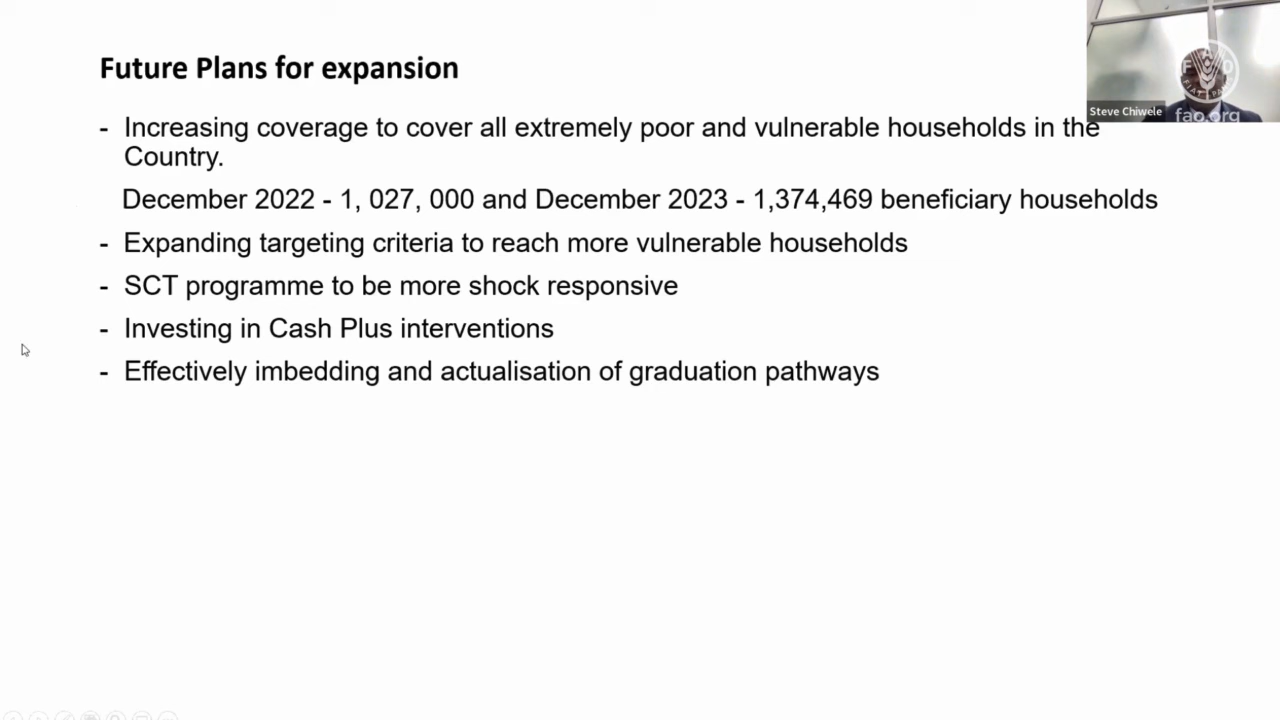 Future Plans for expansion
- Increasing coverage to cover all extremely poor and vulnerable households in the
Country.
December 2022 - 1, 027, 000 and December 2023 - 1,374,469 beneficiary households
- Expanding targeting criteria to reach more vulnerable households
- SCT programme to be more shock responsive
- Investing in Cash Plus interventions
- Effectively imbedding and actualisation of graduation pathways
Steve Chiwele
F A O
FIAT PANIS
fao.org